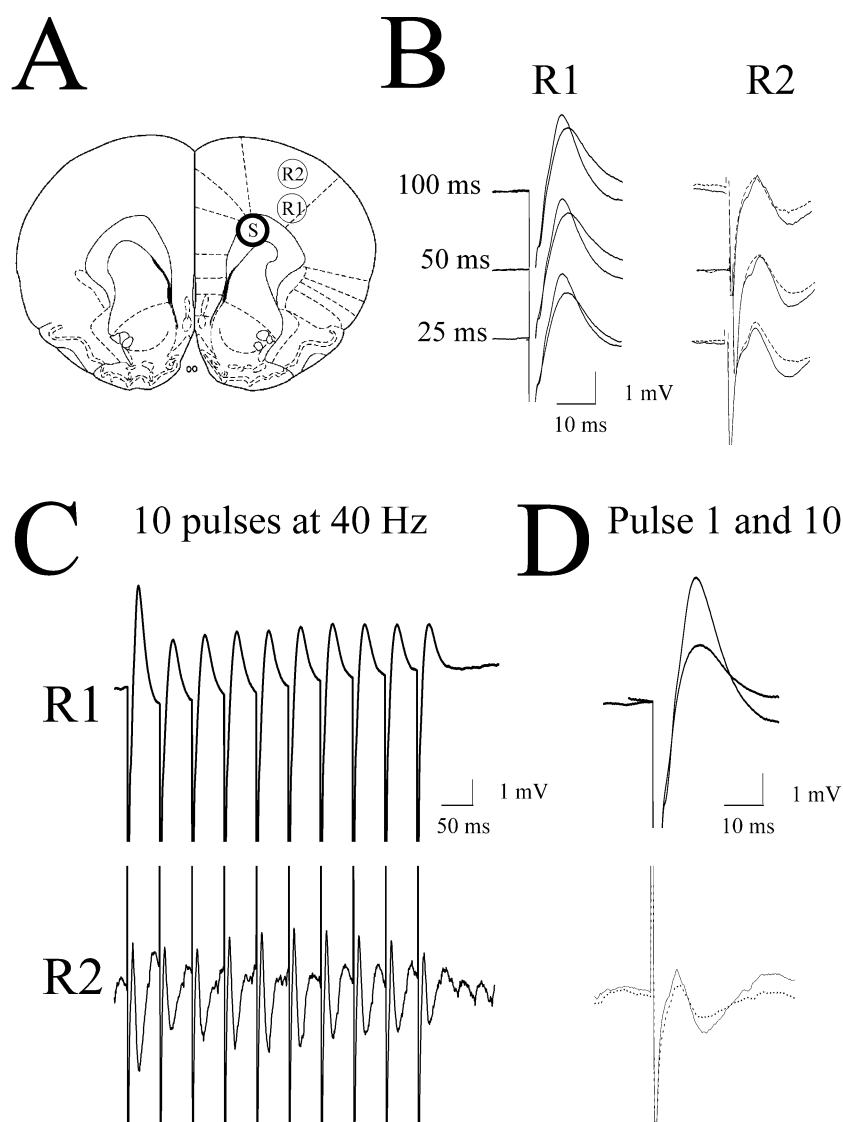 A
B
R1
R2
R2
R1
S
100 ms
50 ms
25 ms
1 mV
10 ms
C
10 pulses at 40 Hz
D
Pulse 1 and 10
R1
1 mV
50 ms
1 mV
10 ms
R2